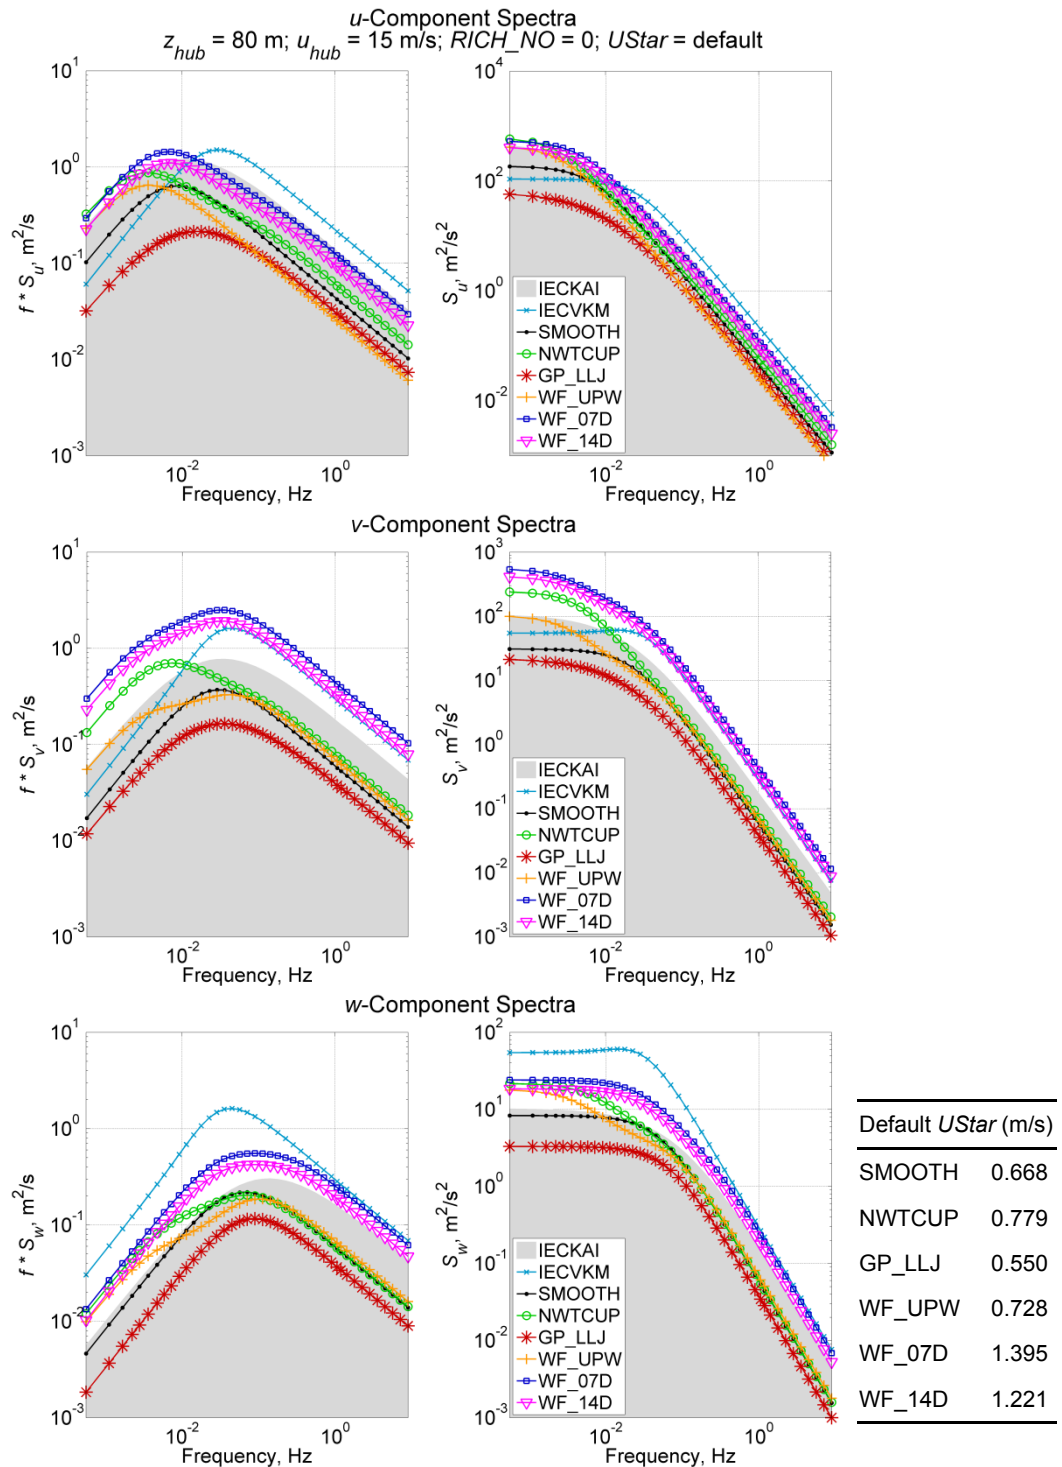 u-Component Spectra
z_hub = 80 m; u_hub = 15 m/s; RICH_NO = 0; UStar = default
10^1
10^0
10^-1
10^-2
10^-3
f * S_u, m^2/s
10^-2
10^0
Frequency, Hz
10^4
10^2
10^0
10^-2
S_u, m^2/s^2
IECKAI
IECVKM
SMOOTH
NWTCUP
GP_LLJ
WF_UPW
WF_07D
WF_14D
10^-2
10^0
Frequency, Hz
v-Component Spectra
10^1
10^0
10^-1
10^-2
10^-3
f * S_v, m^2/s
10^-2
10^0
Frequency, Hz
10^3
10^2
10^1
10^0
10^-1
10^-2
10^-3
S_v, m^2/s^2
IECKAI
IECVKM
SMOOTH
NWTCUP
GP_LLJ
WF_UPW
WF_07D
WF_14D
10^-2
10^0
Frequency, Hz
w-Component Spectra
10^1
10^0
10^-1
10^-2
10^-3
f * S_w, m^2/s
10^-2
10^0
Frequency, Hz
10^2
10^1
10^0
10^-1
10^-2
10^-3
S_w, m^2/s^2
IECKAI
IECVKM
SMOOTH
NWTCUP
GP_LLJ
WF_UPW
WF_07D
WF_14D
10^-2
10^0
Frequency, Hz
Default UStar (m/s)
SMOOTH 0.668
NWTCUP 0.779
GP_LLJ 0.550
WF_UPW 0.728
WF_07D 1.395
WF_14D 1.221